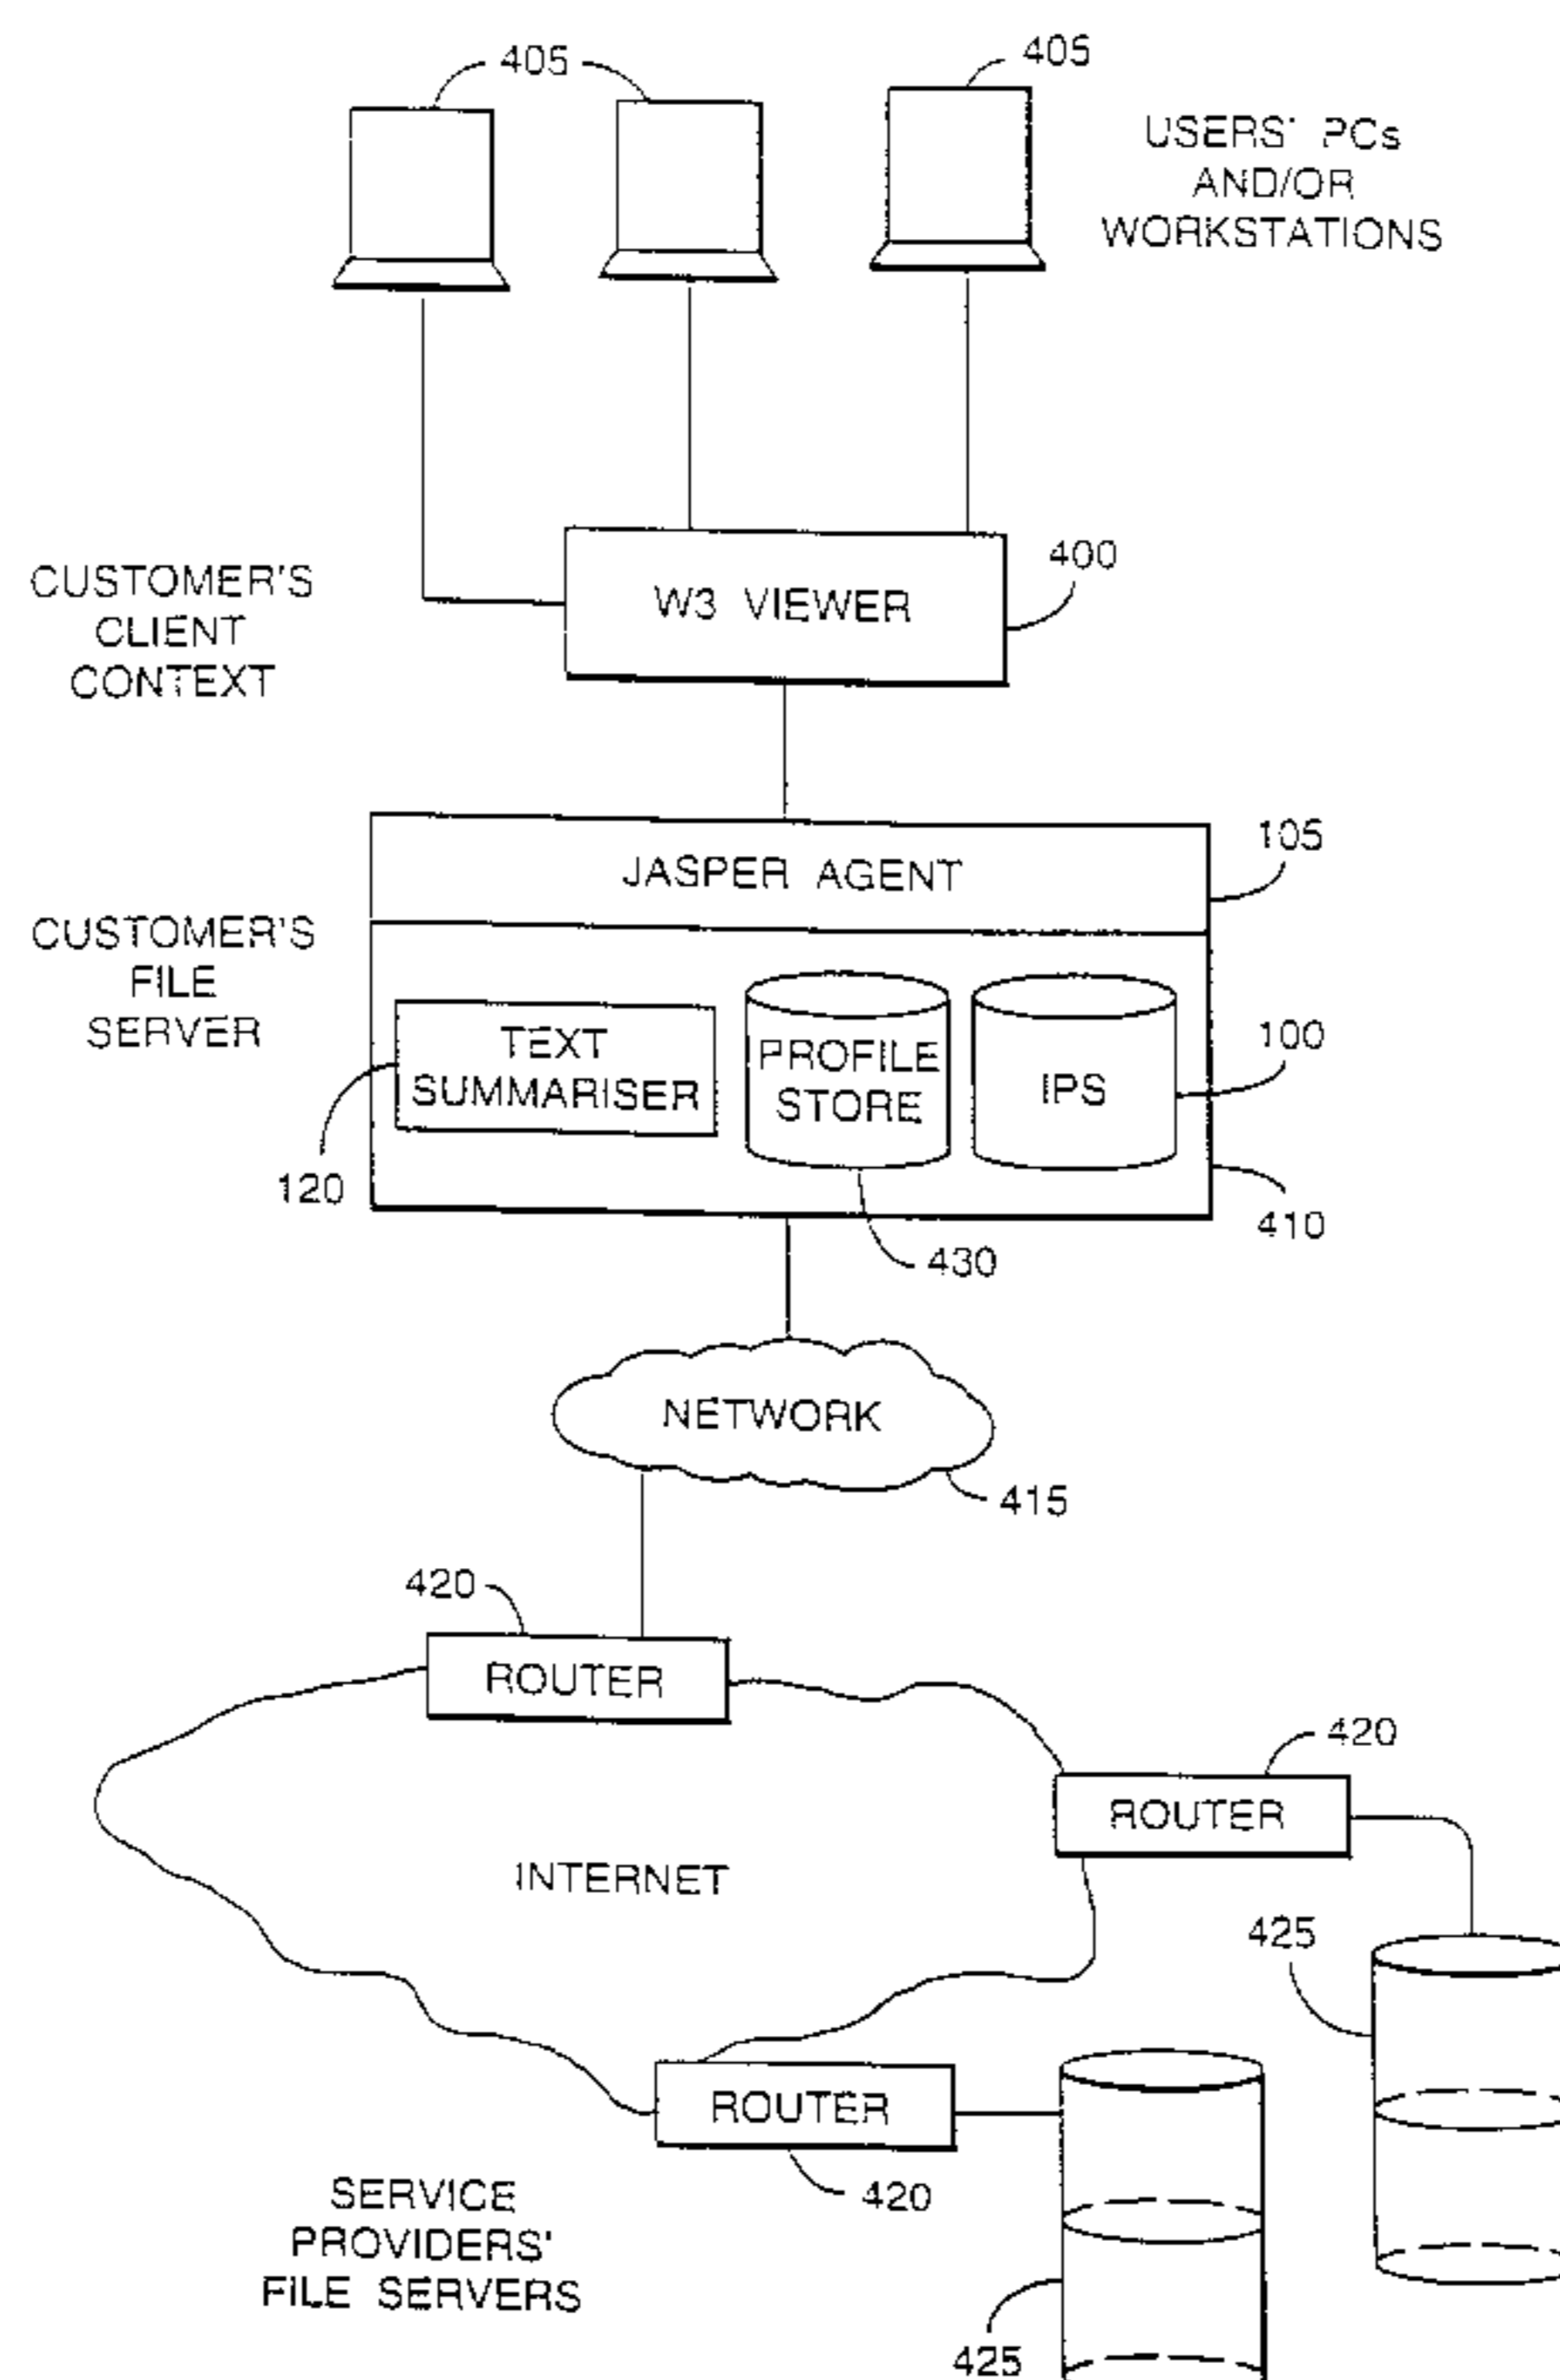 405
405
USERS' PCs
AND/OR
WORKSTATIONS
CUSTOMER'S
CLIENT
CONTEXT
W3 VIEWER
400
JASPER AGENT
105
CUSTOMER'S
FILE
SERVER
TEXT
SUMMARISER
PROFILE
STORE
IPS
100
120
410
430
NETWORK
415
420
ROUTER
420
ROUTER
INTERNET
425
ROUTER
420
SERVICE
PROVIDERS'
FILE SERVERS
425